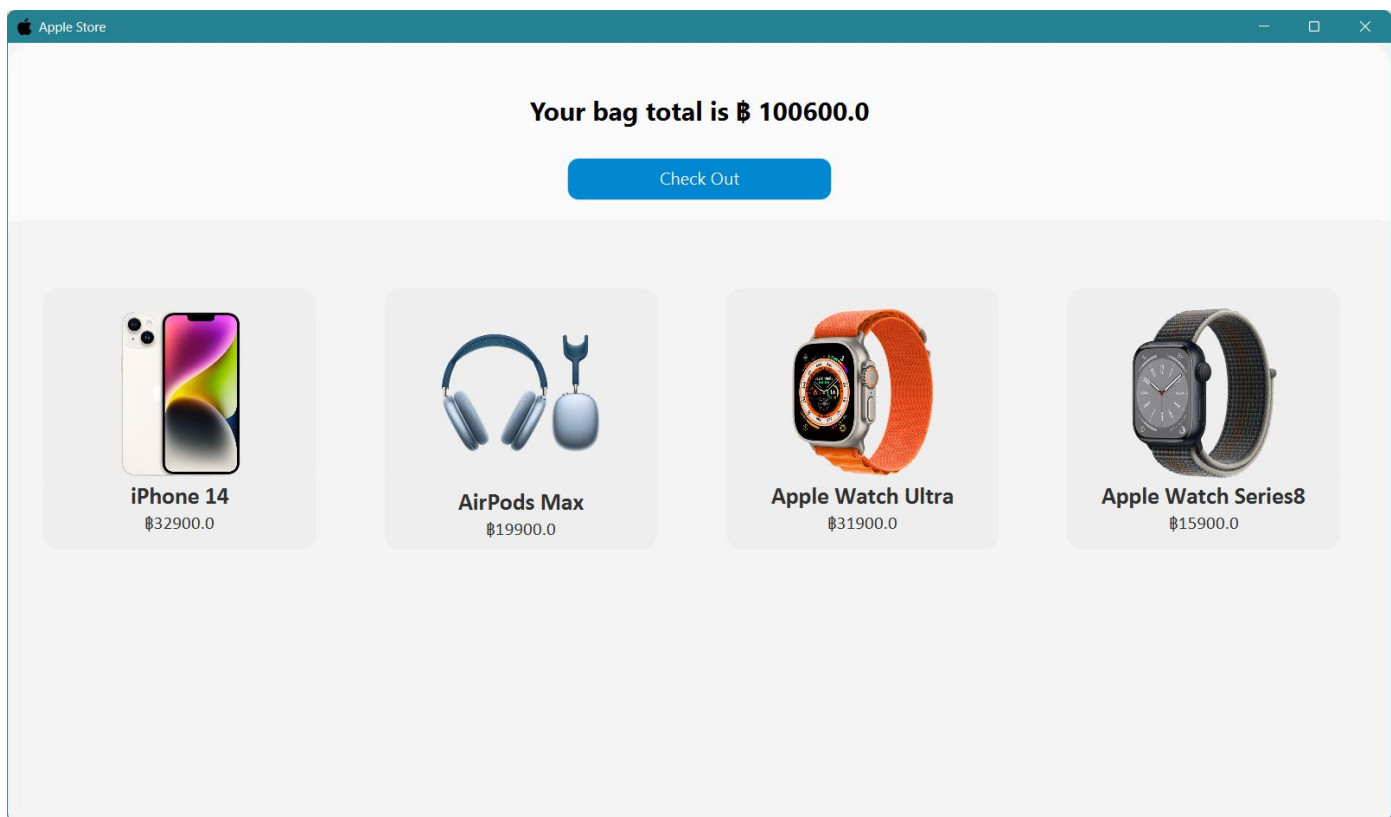 Apple Store
Your bag total is ฿ 100600.0
Check Out
iPhone 14
฿32900.0
AirPods Max
฿19900.0
Apple Watch Ultra
฿31900.0
Apple Watch Series8
฿15900.0